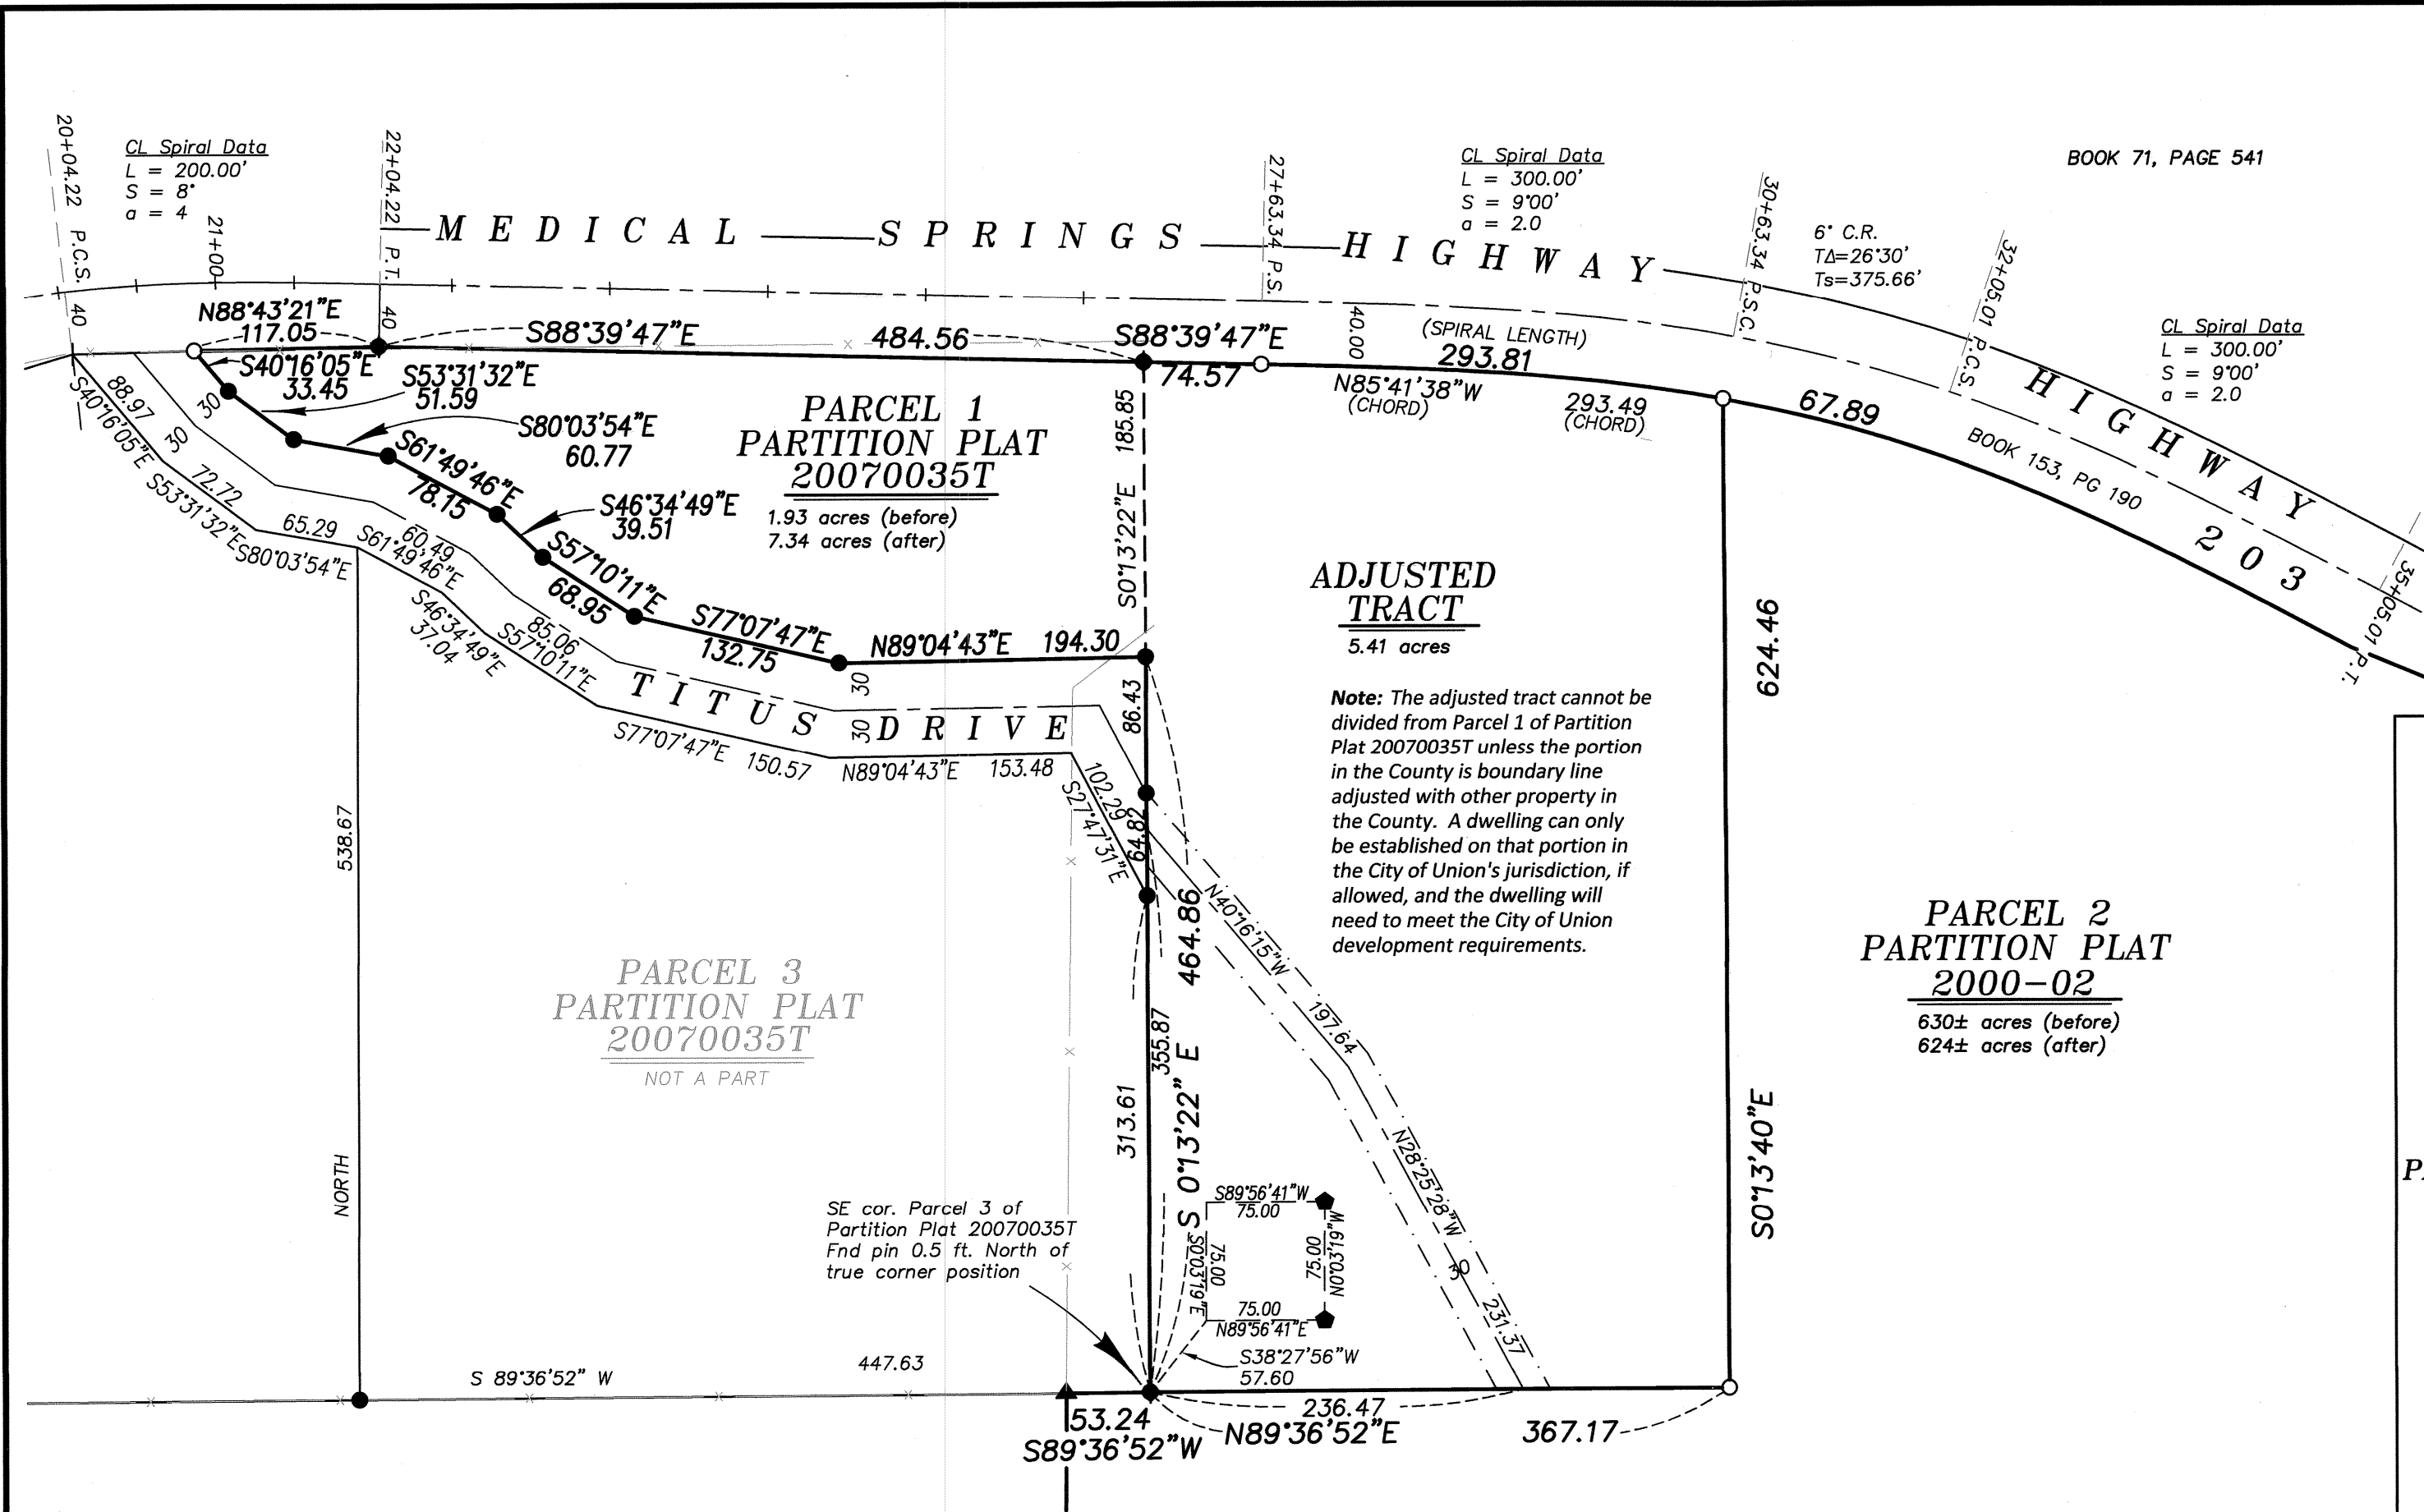 20+04.22 P.C.S.
CL Spiral Data
L = 200.00'
S = 8°
a = 4
21+00
22+04.22 P.T.
MEDICAL SPRINGS HIGHWAY
27+63.34 P.S.
CL Spiral Data
L = 300.00'
S = 9°00'
a = 2.0
30+63.34 P.S.C.
6° C.R.
TΔ=26°30'
Ts=375.66'
BOOK 71, PAGE 541
32+05.01 P.C.S.
CL Spiral Data
L = 300.00'
S = 9°00'
a = 2.0
HIGHWAY
203
BOOK 153, PG 190
35+05.01 P.T.
40
N88°43'21"E
117.05
40
S88°39'47"E
484.56
S88°39'47"E
74.57
40.00
(SPIRAL LENGTH)
293.81
N85°41'38"W
(CHORD)
293.49
(CHORD)
67.89
S40°16'05"E
33.45
S53°31'32"E
51.59
S80°03'54"E
60.77
S61°49'46"E
78.15
S46°34'49"E
39.51
S57°10'11"E
68.95
S77°07'47"E
132.75
N89°04'43"E 194.30
PARCEL 1
PARTITION PLAT
20070035T
1.93 acres (before)
7.34 acres (after)
S0°13'22"E 185.85
88.97
S40°16'05"E
30
30
72.72
S53°31'32"E
65.29
S80°03'54"E
60.49
S61°49'46"E
S46°34'49"E
37.04
85.06
S57°10'11"E
S77°07'47"E 150.57
30
30
TITUS DRIVE
N89°04'43"E 153.48
102.29
S27°47'31"E
86.43
64.82
ADJUSTED
TRACT
5.41 acres
Note: The adjusted tract cannot be
divided from Parcel 1 of Partition
Plat 20070035T unless the portion
in the County is boundary line
adjusted with other property in
the County. A dwelling can only
be established on that portion in
the City of Union's jurisdiction, if
allowed, and the dwelling will
need to meet the City of Union
development requirements.
624.46
S0°13'40"E
PARCEL 2
PARTITION PLAT
2000-02
630± acres (before)
624± acres (after)
538.67
NORTH
PARCEL 3
PARTITION PLAT
20070035T
NOT A PART
S 0°13'22" E 464.86
355.87
313.61
N40°16'15"W
197.64
N28°25'28"W
30
231.37
SE cor. Parcel 3 of
Partition Plat 20070035T
Fnd pin 0.5 ft. North of
true corner position
S89°56'41"W
75.00
S0°03'19"E
75.00
75.00
N0°03'19"W
75.00
N89°56'41"E
S38°27'56"W
57.60
S 89°36'52" W
447.63
53.24
S89°36'52"W
236.47
N89°36'52"E
367.17